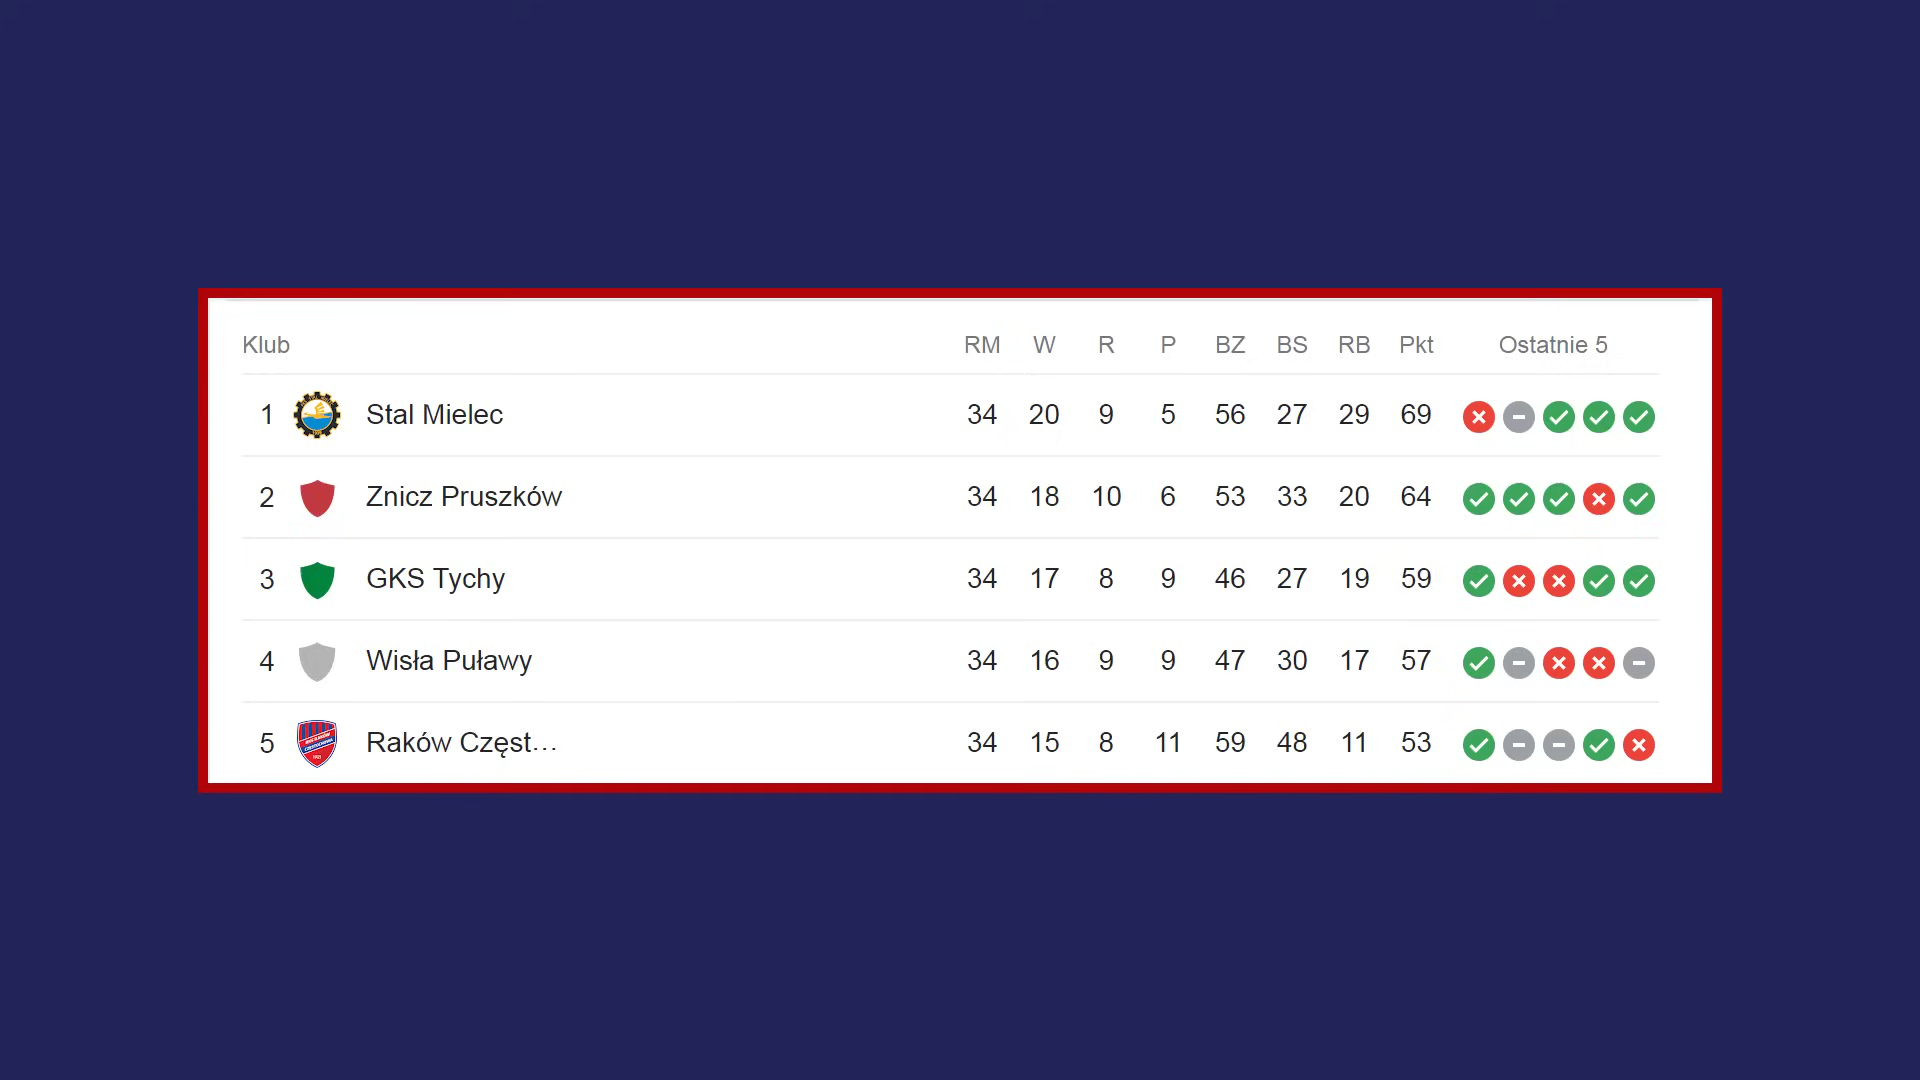 Klub RM W R P BZ BS RB Pkt Ostatnie 5
1 Stal Mielec 34 20 9 5 56 27 29 69
2 Znicz Pruszków 34 18 10 6 53 33 20 64
3 GKS Tychy 34 17 8 9 46 27 19 59
4 Wisła Puławy 34 16 9 9 47 30 17 57
5 Raków Częst... 34 15 8 11 59 48 11 53